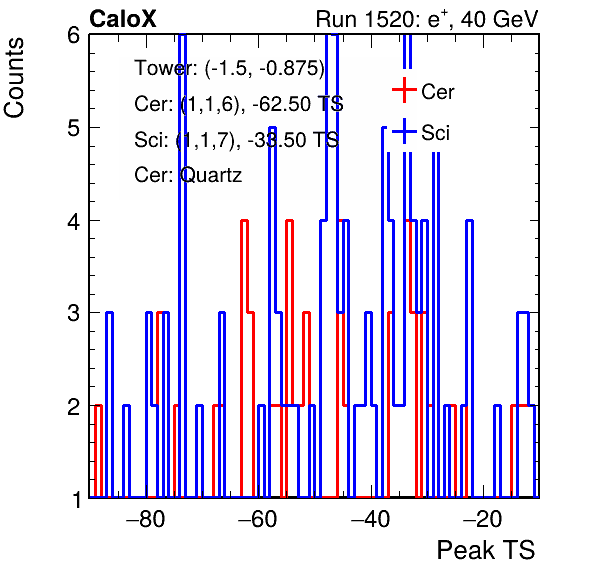 CaloX Run 1520: e+, 40 GeV
Counts
Tower: (-1.5, -0.875)
Cer: (1,1,6), -62.50 TS
Sci: (1,1,7), -33.50 TS
Cer: Quartz
Cer
Sci
6
5
4
3
2
1
−80 −60 −40 −20
Peak TS